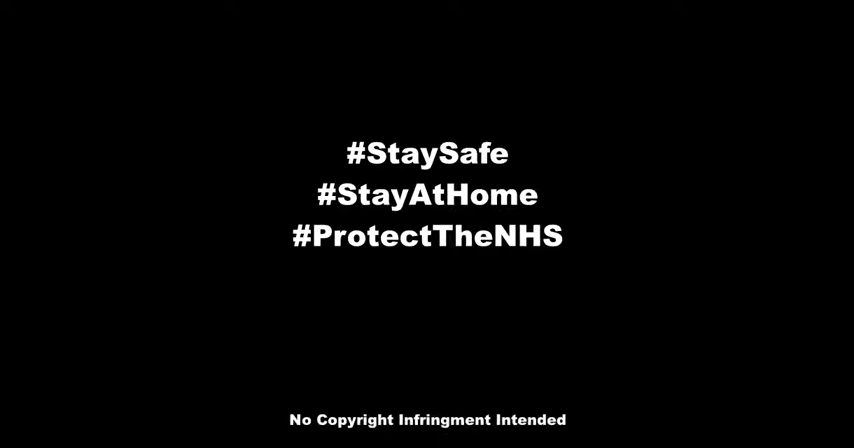 #StaySafe
#StayAtHome
#ProtectTheNHS
No Copyright Infringment Intended